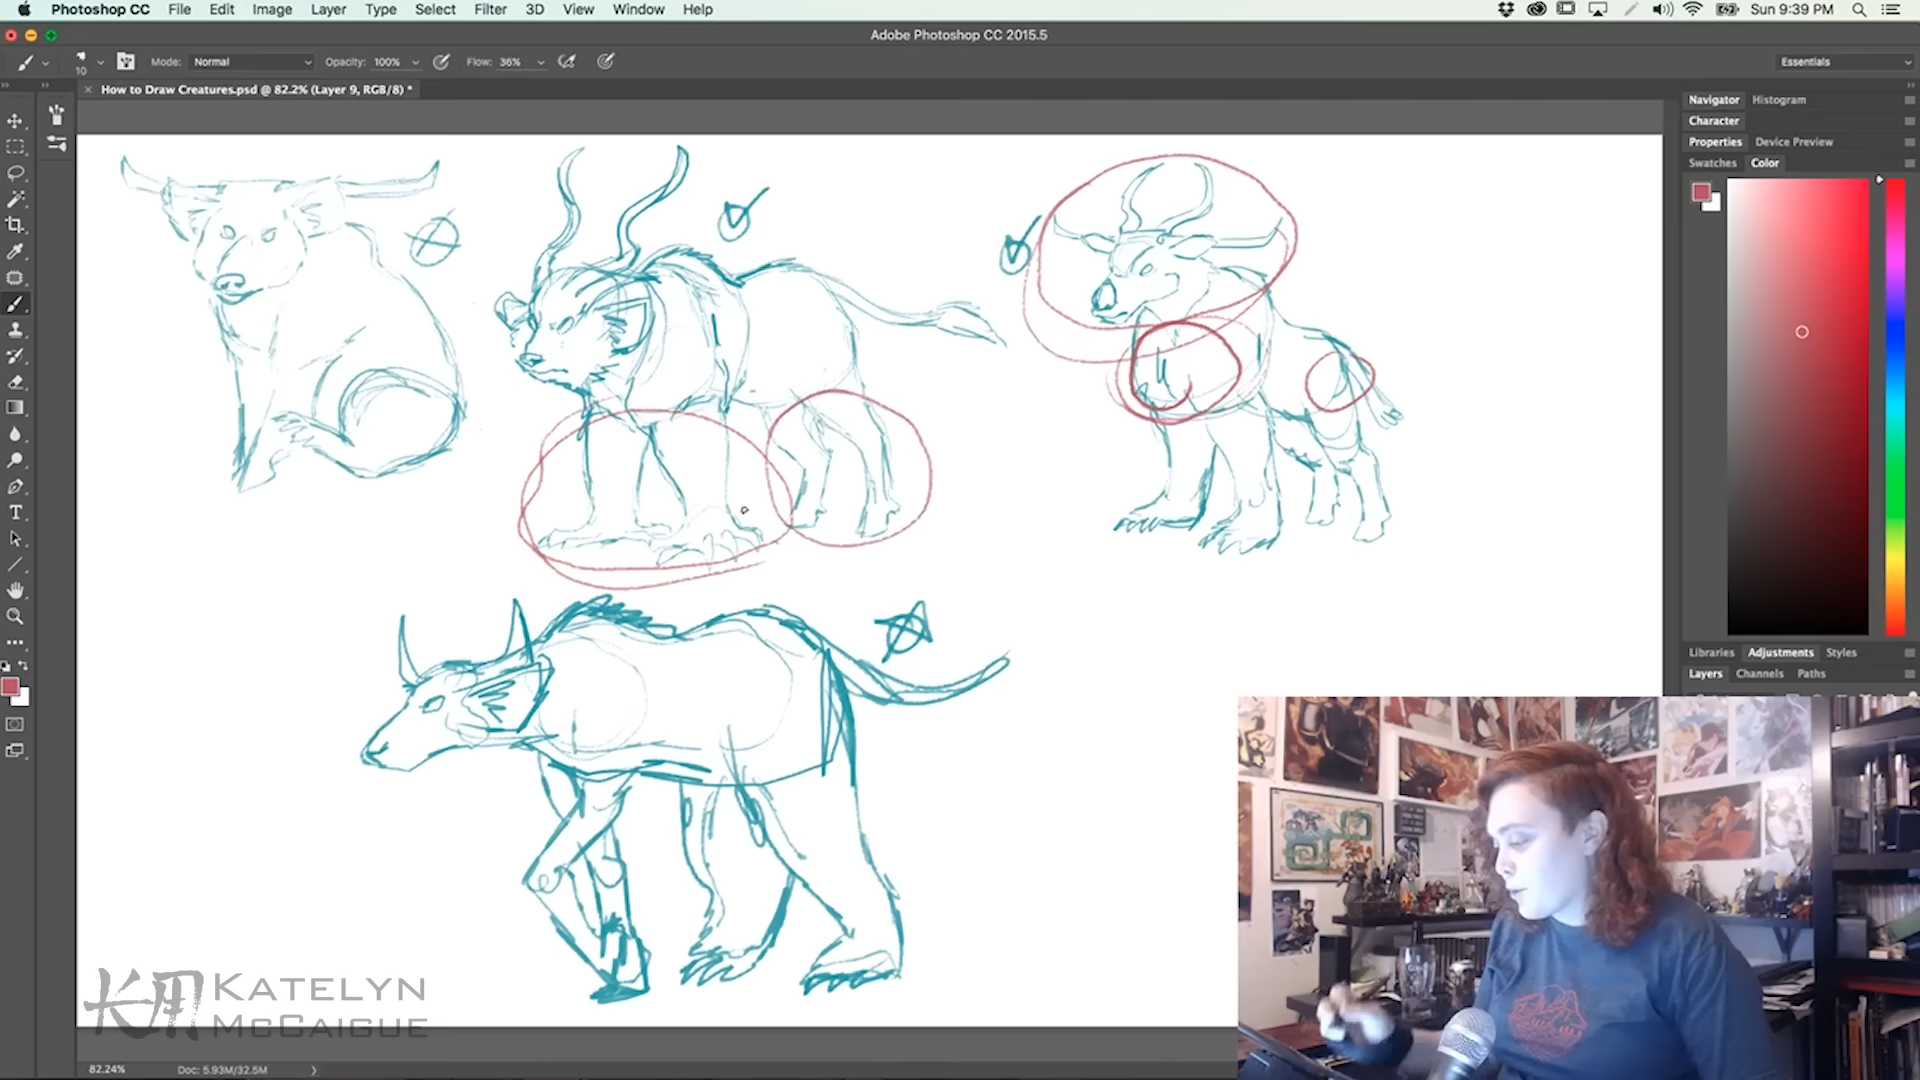 Photoshop CC File Edit Image Layer Type Select Filter 3D View Window Help Sun 9:39 PM
Adobe Photoshop CC 2015.5
10 Mode: Normal Opacity: 100% Flow: 36% Essentials
How to Draw Creatures.psd @ 82.2% (Layer 9, RGB/8) *
Navigator Histogram
Character
Properties Device Preview
Swatches Color
Libraries Adjustments Styles
Layers Channels Paths
KATELYN
MCCAIGUE
82.24% Doc: 5.93M/32.5M